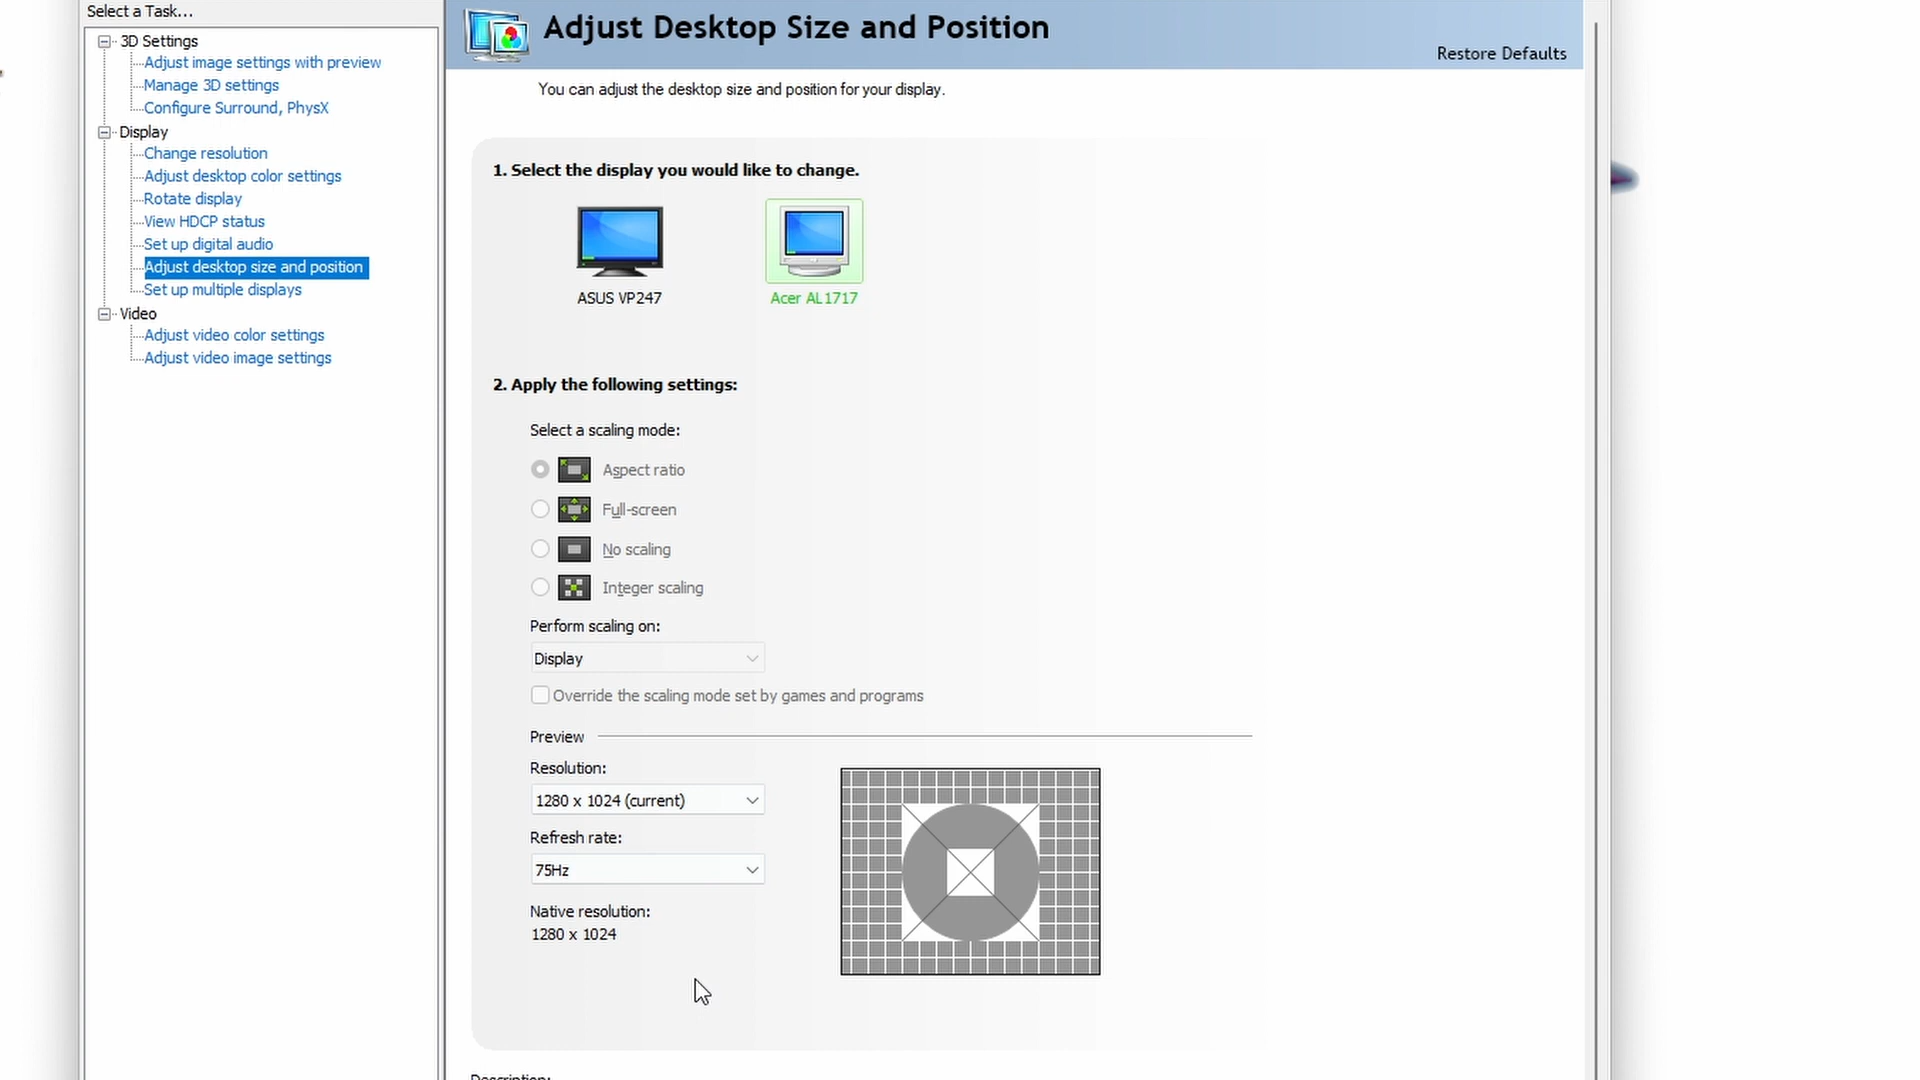 Select a Task...
3D Settings
Adjust image settings with preview
Manage 3D settings
Configure Surround, PhysX
Display
Change resolution
Adjust desktop color settings
Rotate display
View HDCP status
Set up digital audio
Adjust desktop size and position
Set up multiple displays
Video
Adjust video color settings
Adjust video image settings
Adjust Desktop Size and Position
Restore Defaults
You can adjust the desktop size and position for your display.
1. Select the display you would like to change.
ASUS VP247
Acer AL1717
2. Apply the following settings:
Select a scaling mode:
Aspect ratio
Full-screen
No scaling
Integer scaling
Perform scaling on:
Display
Override the scaling mode set by games and programs
Preview
Resolution:
1280 x 1024 (current)
Refresh rate:
75Hz
Native resolution:
1280 x 1024
Description: